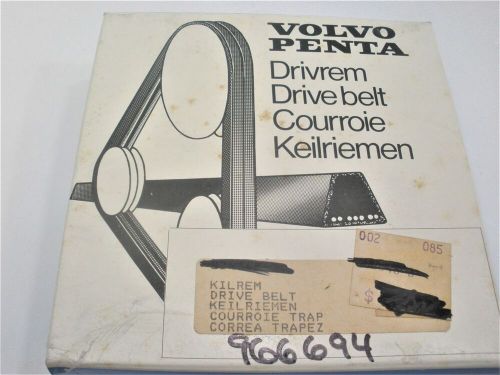 VOLVO
PENTA
Drivrem
Drive belt
Courroie
Keilriemen
002 085
$
KILREM
DRIVE BELT
KEILRIEMEN
COURROIE TRAP
CORREA TRAPEZ
966694